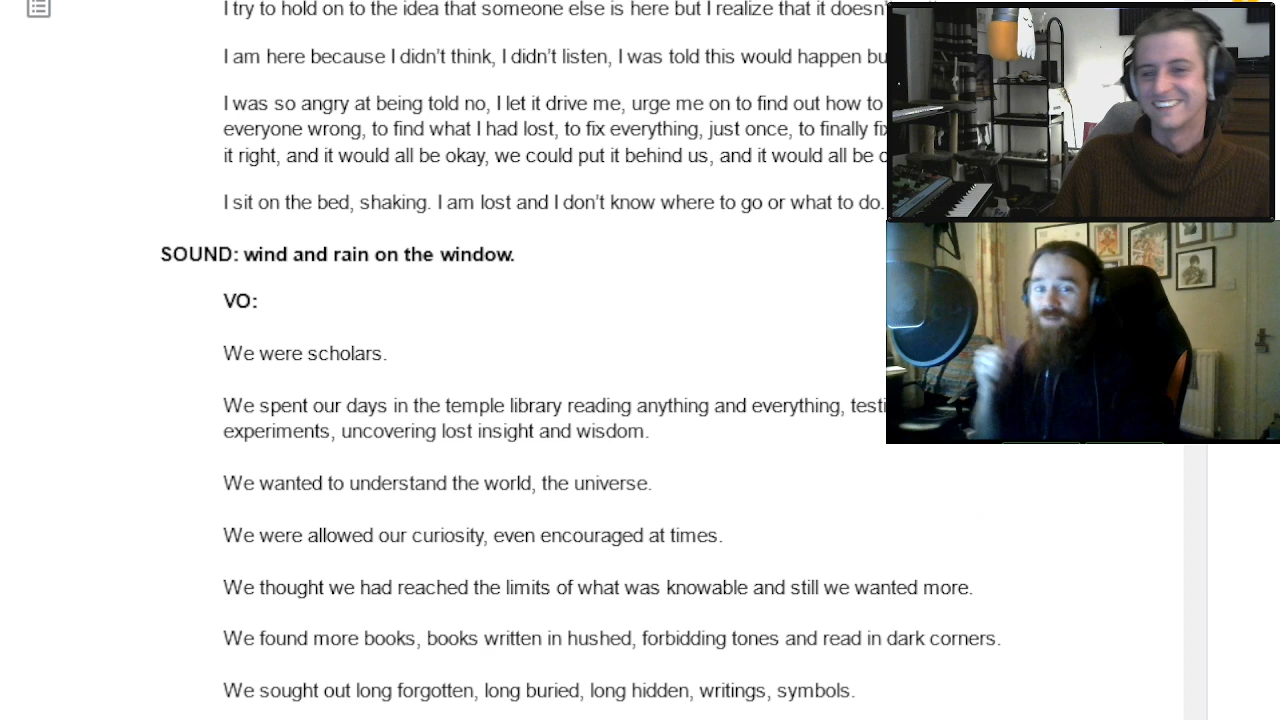 I try to hold on to the idea that someone else is here but I realize that it doesn'
I am here because I didn't think, I didn't listen, I was told this would happen bu
I was so angry at being told no, I let it drive me, urge me on to find out how to
everyone wrong, to find what I had lost, to fix everything, just once, to finally fix
it right, and it would all be okay, we could put it behind us, and it would all be
I sit on the bed, shaking. I am lost and I don't know where to go or what to do.
SOUND: wind and rain on the window.
VO:
We were scholars.
We spent our days in the temple library reading anything and everything, testi
experiments, uncovering lost insight and wisdom.
We wanted to understand the world, the universe.
We were allowed our curiosity, even encouraged at times.
We thought we had reached the limits of what was knowable and still we wanted more.
We found more books, books written in hushed, forbidding tones and read in dark corners.
We sought out long forgotten, long buried, long hidden, writings, symbols.